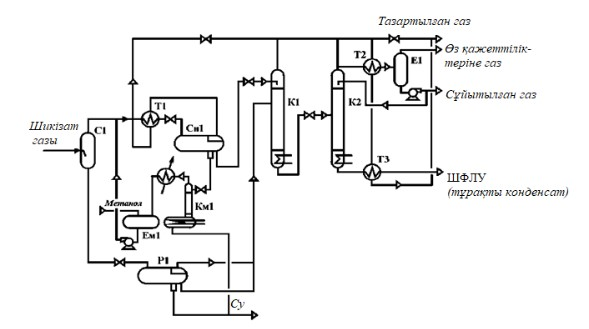 Тазартылған газ
Өз қажеттілік-
теріне газ
Т2
Е1
Сұйытылған газ
Т1
К1
К2
Сп1
Шикізат
газы
С1
Т3
ШФЛУ
(тұрақты конденсат)
Метанол
Км1
Ем1
Р1
Су